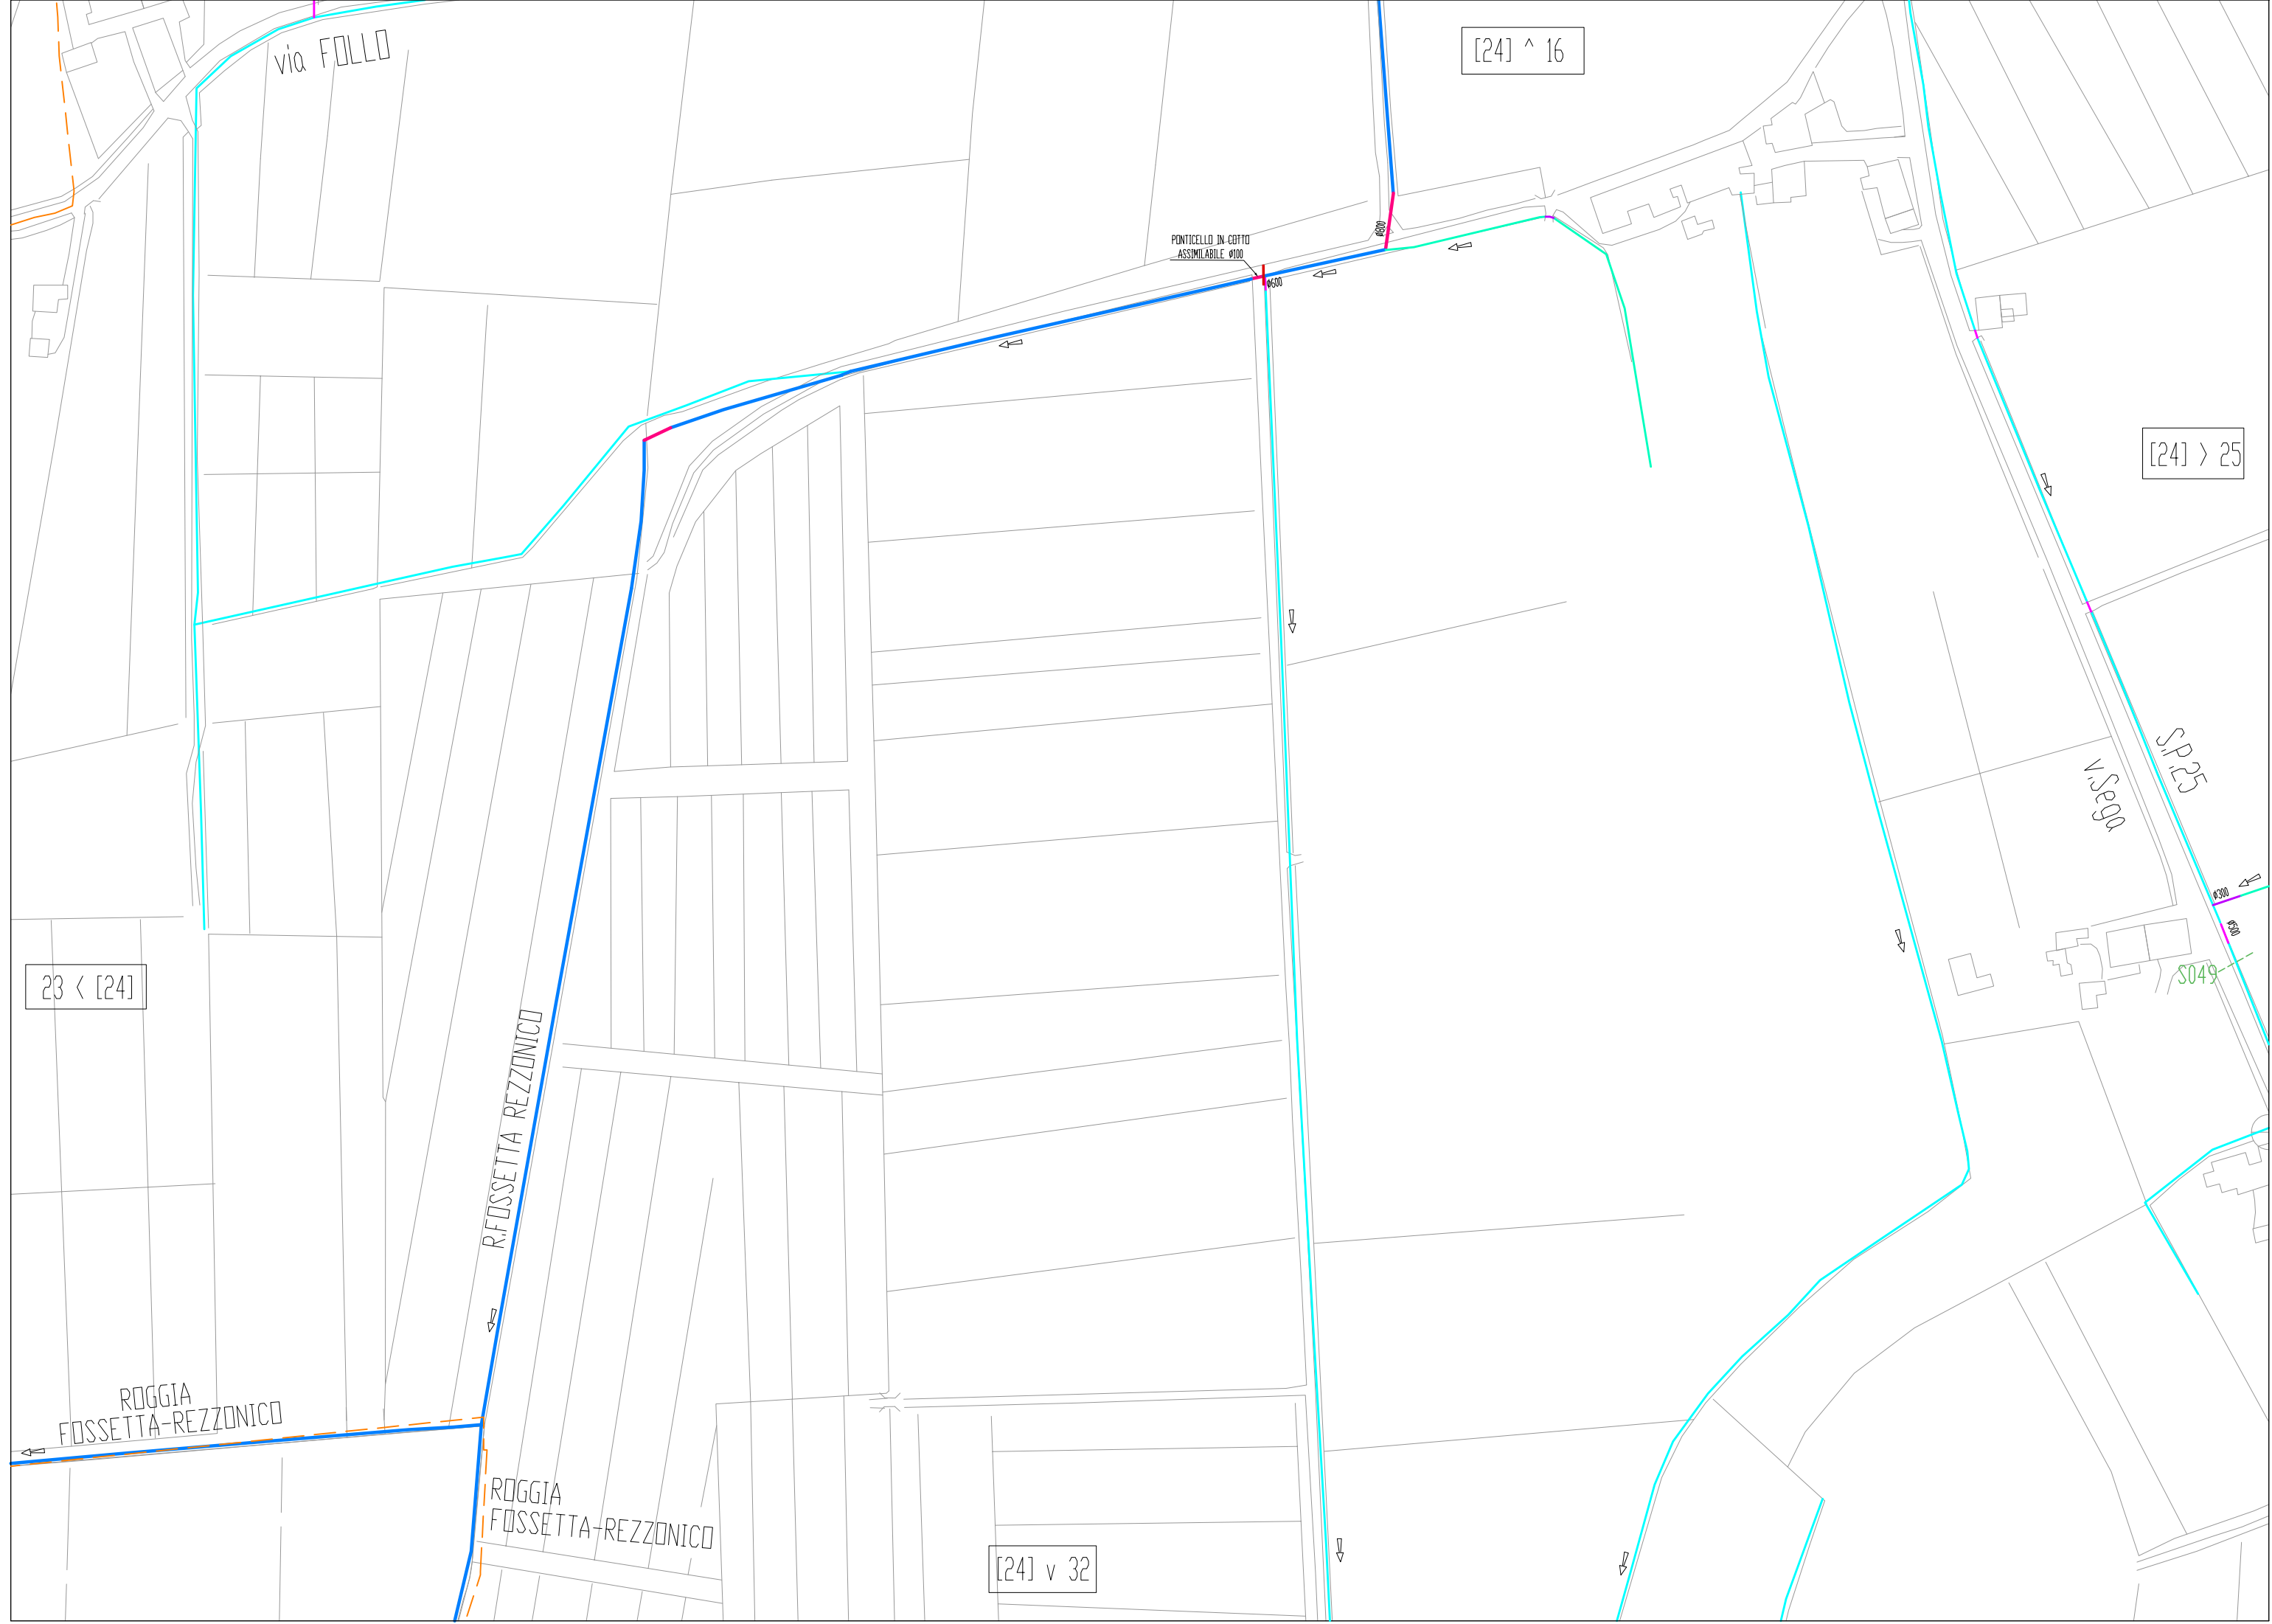 via FOLLO
[24] ^ 16
PONTICELLO IN COTTO
ASSIMILABILE Ø100
Ø800
Ø600
[24] > 25
S.P.25
v.Sega
Ø300
Ø500
S049
23 < [24]
R.FOSSETTA REZZONICO
ROGGIA
FOSSETTA-REZZONICO
ROGGIA
FOSSETTA-REZZONICO
[24] v 32